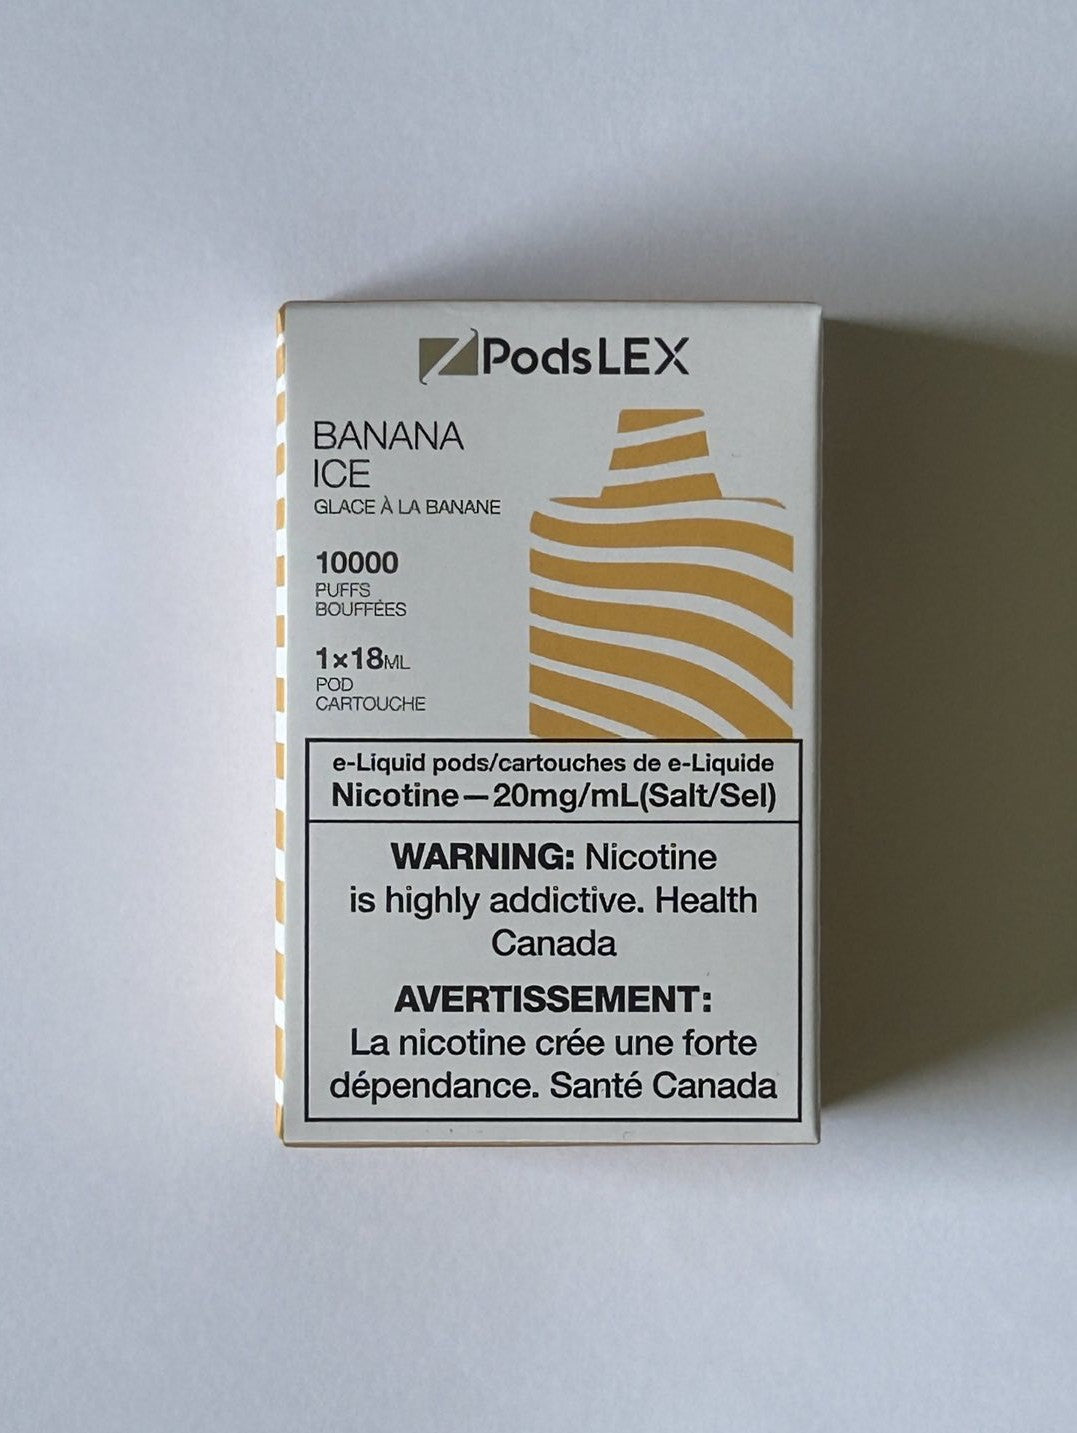 PodsLEX
BANANA
ICE
GLACE À LA BANANE
10000
PUFFS
BOUFFÉES
1×18ML
POD
CARTOUCHE
e-Liquid pods/cartouches de e-Liquide
Nicotine—20mg/mL(Salt/Sel)
WARNING: Nicotine
is highly addictive. Health
Canada
AVERTISSEMENT:
La nicotine crée une forte
dépendance. Santé Canada